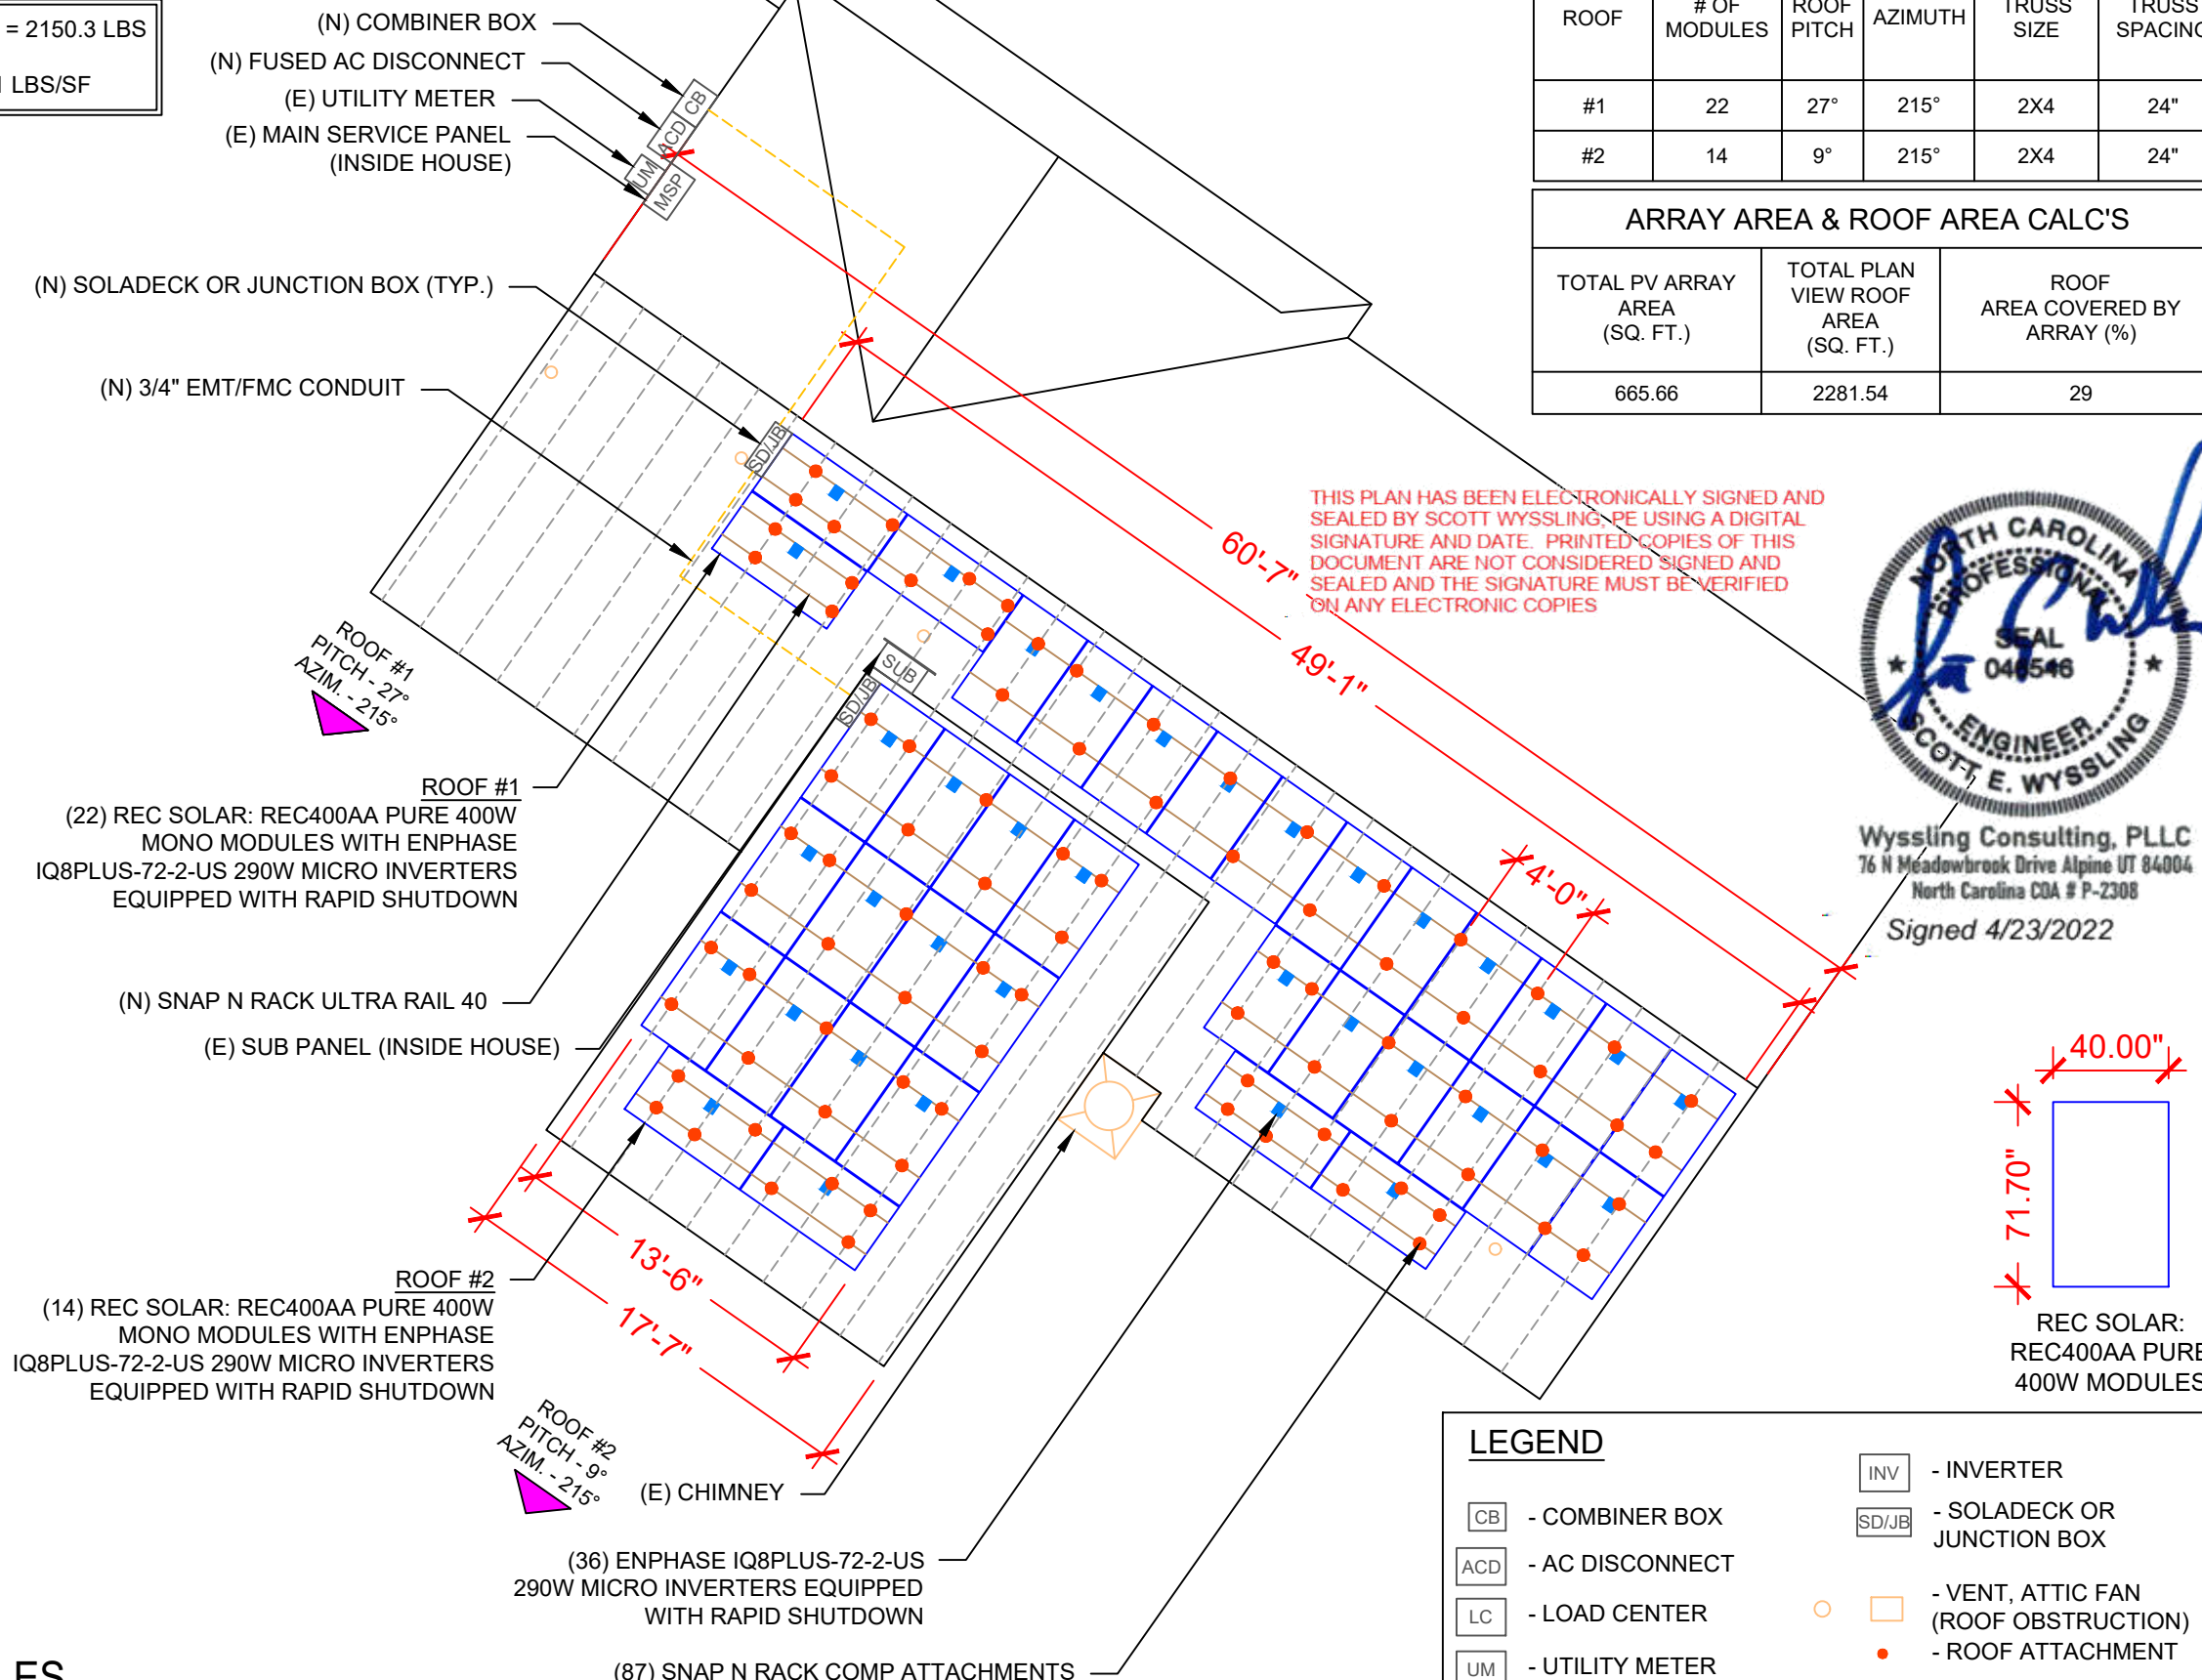 = 2150.3 LBS
LBS/SF
(N) COMBINER BOX
(N) FUSED AC DISCONNECT
(E) UTILITY METER
(E) MAIN SERVICE PANEL
(INSIDE HOUSE)
CB
ACD
UM
MSP
(N) SOLADECK OR JUNCTION BOX (TYP.)
(N) 3/4" EMT/FMC CONDUIT
SD/JB
SUB
SD/JB
ROOF #1
PITCH - 27°
AZIM. - 215°
ROOF #1
(22) REC SOLAR: REC400AA PURE 400W
MONO MODULES WITH ENPHASE
IQ8PLUS-72-2-US 290W MICRO INVERTERS
EQUIPPED WITH RAPID SHUTDOWN
(N) SNAP N RACK ULTRA RAIL 40
(E) SUB PANEL (INSIDE HOUSE)
60'-7"
49'-1"
4'-0"
13'-6"
17'-7"
ROOF #2
(14) REC SOLAR: REC400AA PURE 400W
MONO MODULES WITH ENPHASE
IQ8PLUS-72-2-US 290W MICRO INVERTERS
EQUIPPED WITH RAPID SHUTDOWN
ROOF #2
PITCH - 9°
AZIM. - 215°
(E) CHIMNEY
(36) ENPHASE IQ8PLUS-72-2-US
290W MICRO INVERTERS EQUIPPED
WITH RAPID SHUTDOWN
(87) SNAP N RACK COMP ATTACHMENTS
ES
ROOF # OF MODULES ROOF PITCH AZIMUTH TRUSS SIZE TRUSS SPACING
#1 22 27° 215° 2X4 24"
#2 14 9° 215° 2X4 24"
ARRAY AREA & ROOF AREA CALC'S
TOTAL PV ARRAY AREA (SQ. FT.) TOTAL PLAN VIEW ROOF AREA (SQ. FT.) ROOF AREA COVERED BY ARRAY (%)
665.66 2281.54 29
THIS PLAN HAS BEEN ELECTRONICALLY SIGNED AND
SEALED BY SCOTT WYSSLING, PE USING A DIGITAL
SIGNATURE AND DATE. PRINTED COPIES OF THIS
DOCUMENT ARE NOT CONSIDERED SIGNED AND
SEALED AND THE SIGNATURE MUST BE VERIFIED
ON ANY ELECTRONIC COPIES
NORTH CAROLINA
PROFESSIONAL
SEAL
046546
ENGINEER
SCOTT E. WYSSLING
Wyssling Consulting, PLLC
76 N Meadowbrook Drive Alpine UT 84004
North Carolina COA # P-2308
Signed 4/23/2022
40.00"
71.70"
REC SOLAR:
REC400AA PURE
400W MODULES
LEGEND
CB - COMBINER BOX
ACD - AC DISCONNECT
LC - LOAD CENTER
UM - UTILITY METER
INV - INVERTER
SD/JB - SOLADECK OR
JUNCTION BOX
- VENT, ATTIC FAN
(ROOF OBSTRUCTION)
- ROOF ATTACHMENT